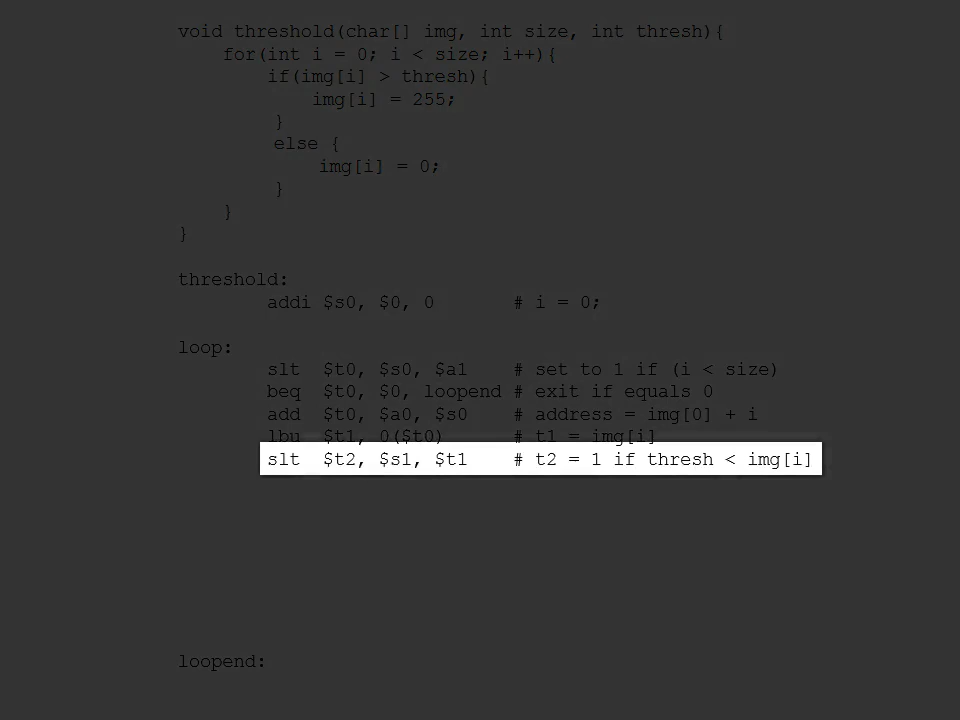 void threshold(char[] img, int size, int thresh){
for(int i = 0; i < size; i++){
if(img[i] > thresh){
img[i] = 255;
}
else {
img[i] = 0;
}
}
}
threshold:
addi $s0, $0, 0 # i = 0;
loop:
slt $t0, $s0, $a1 # set to 1 if (i < size)
beq $t0, $0, loopend # exit if equals 0
add $t0, $a0, $s0 # address = img[0] + i
lbu $t1, 0($t0) # t1 = img[i]
slt $t2, $s1, $t1 # t2 = 1 if thresh < img[i]
loopend: